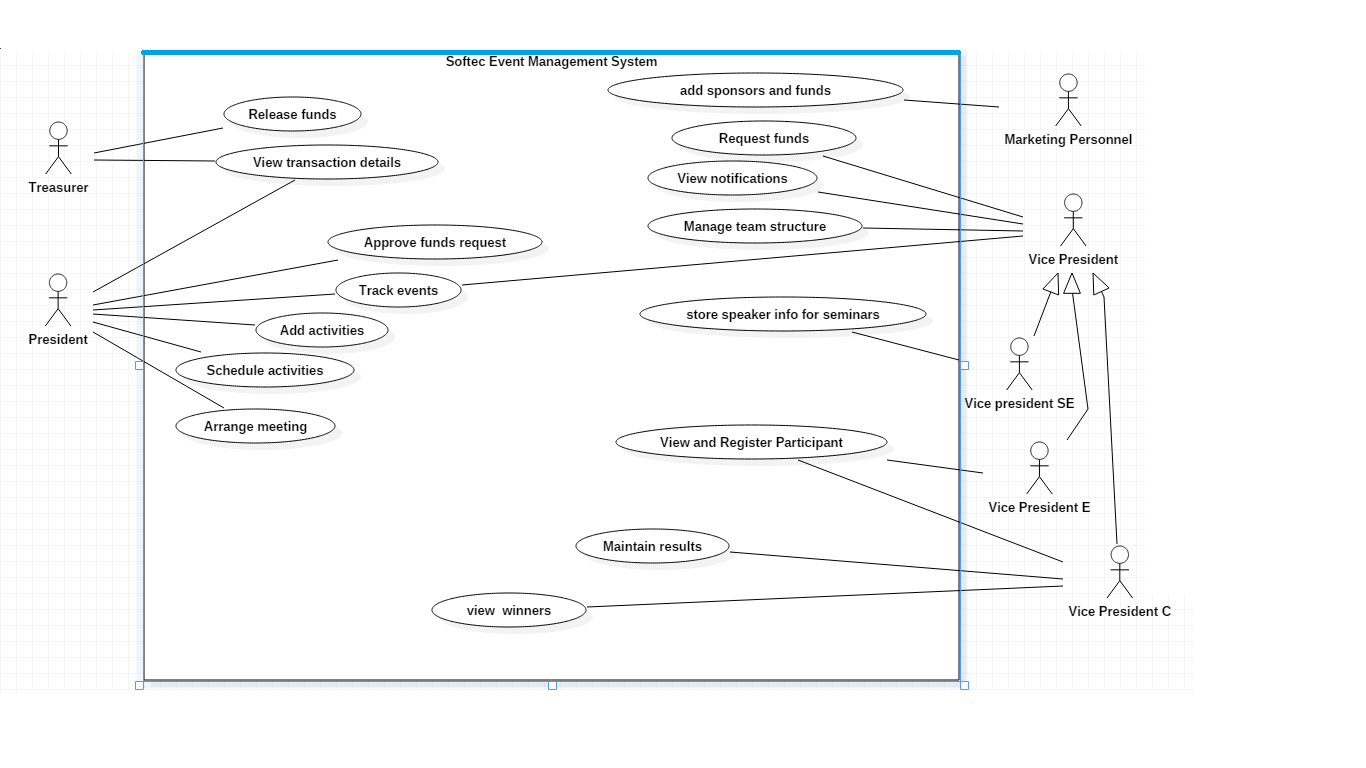 Softec Event Management System
add sponsors and funds
Release funds
Request funds
Marketing Personnel
View transaction details
View notifications
Treasurer
Manage team structure
Approve funds request
Vice President
Track events
store speaker info for seminars
Add activities
President
Schedule activities
Vice president SE
Arrange meeting
View and Register Participant
Vice President E
Maintain results
view  winners
Vice President C